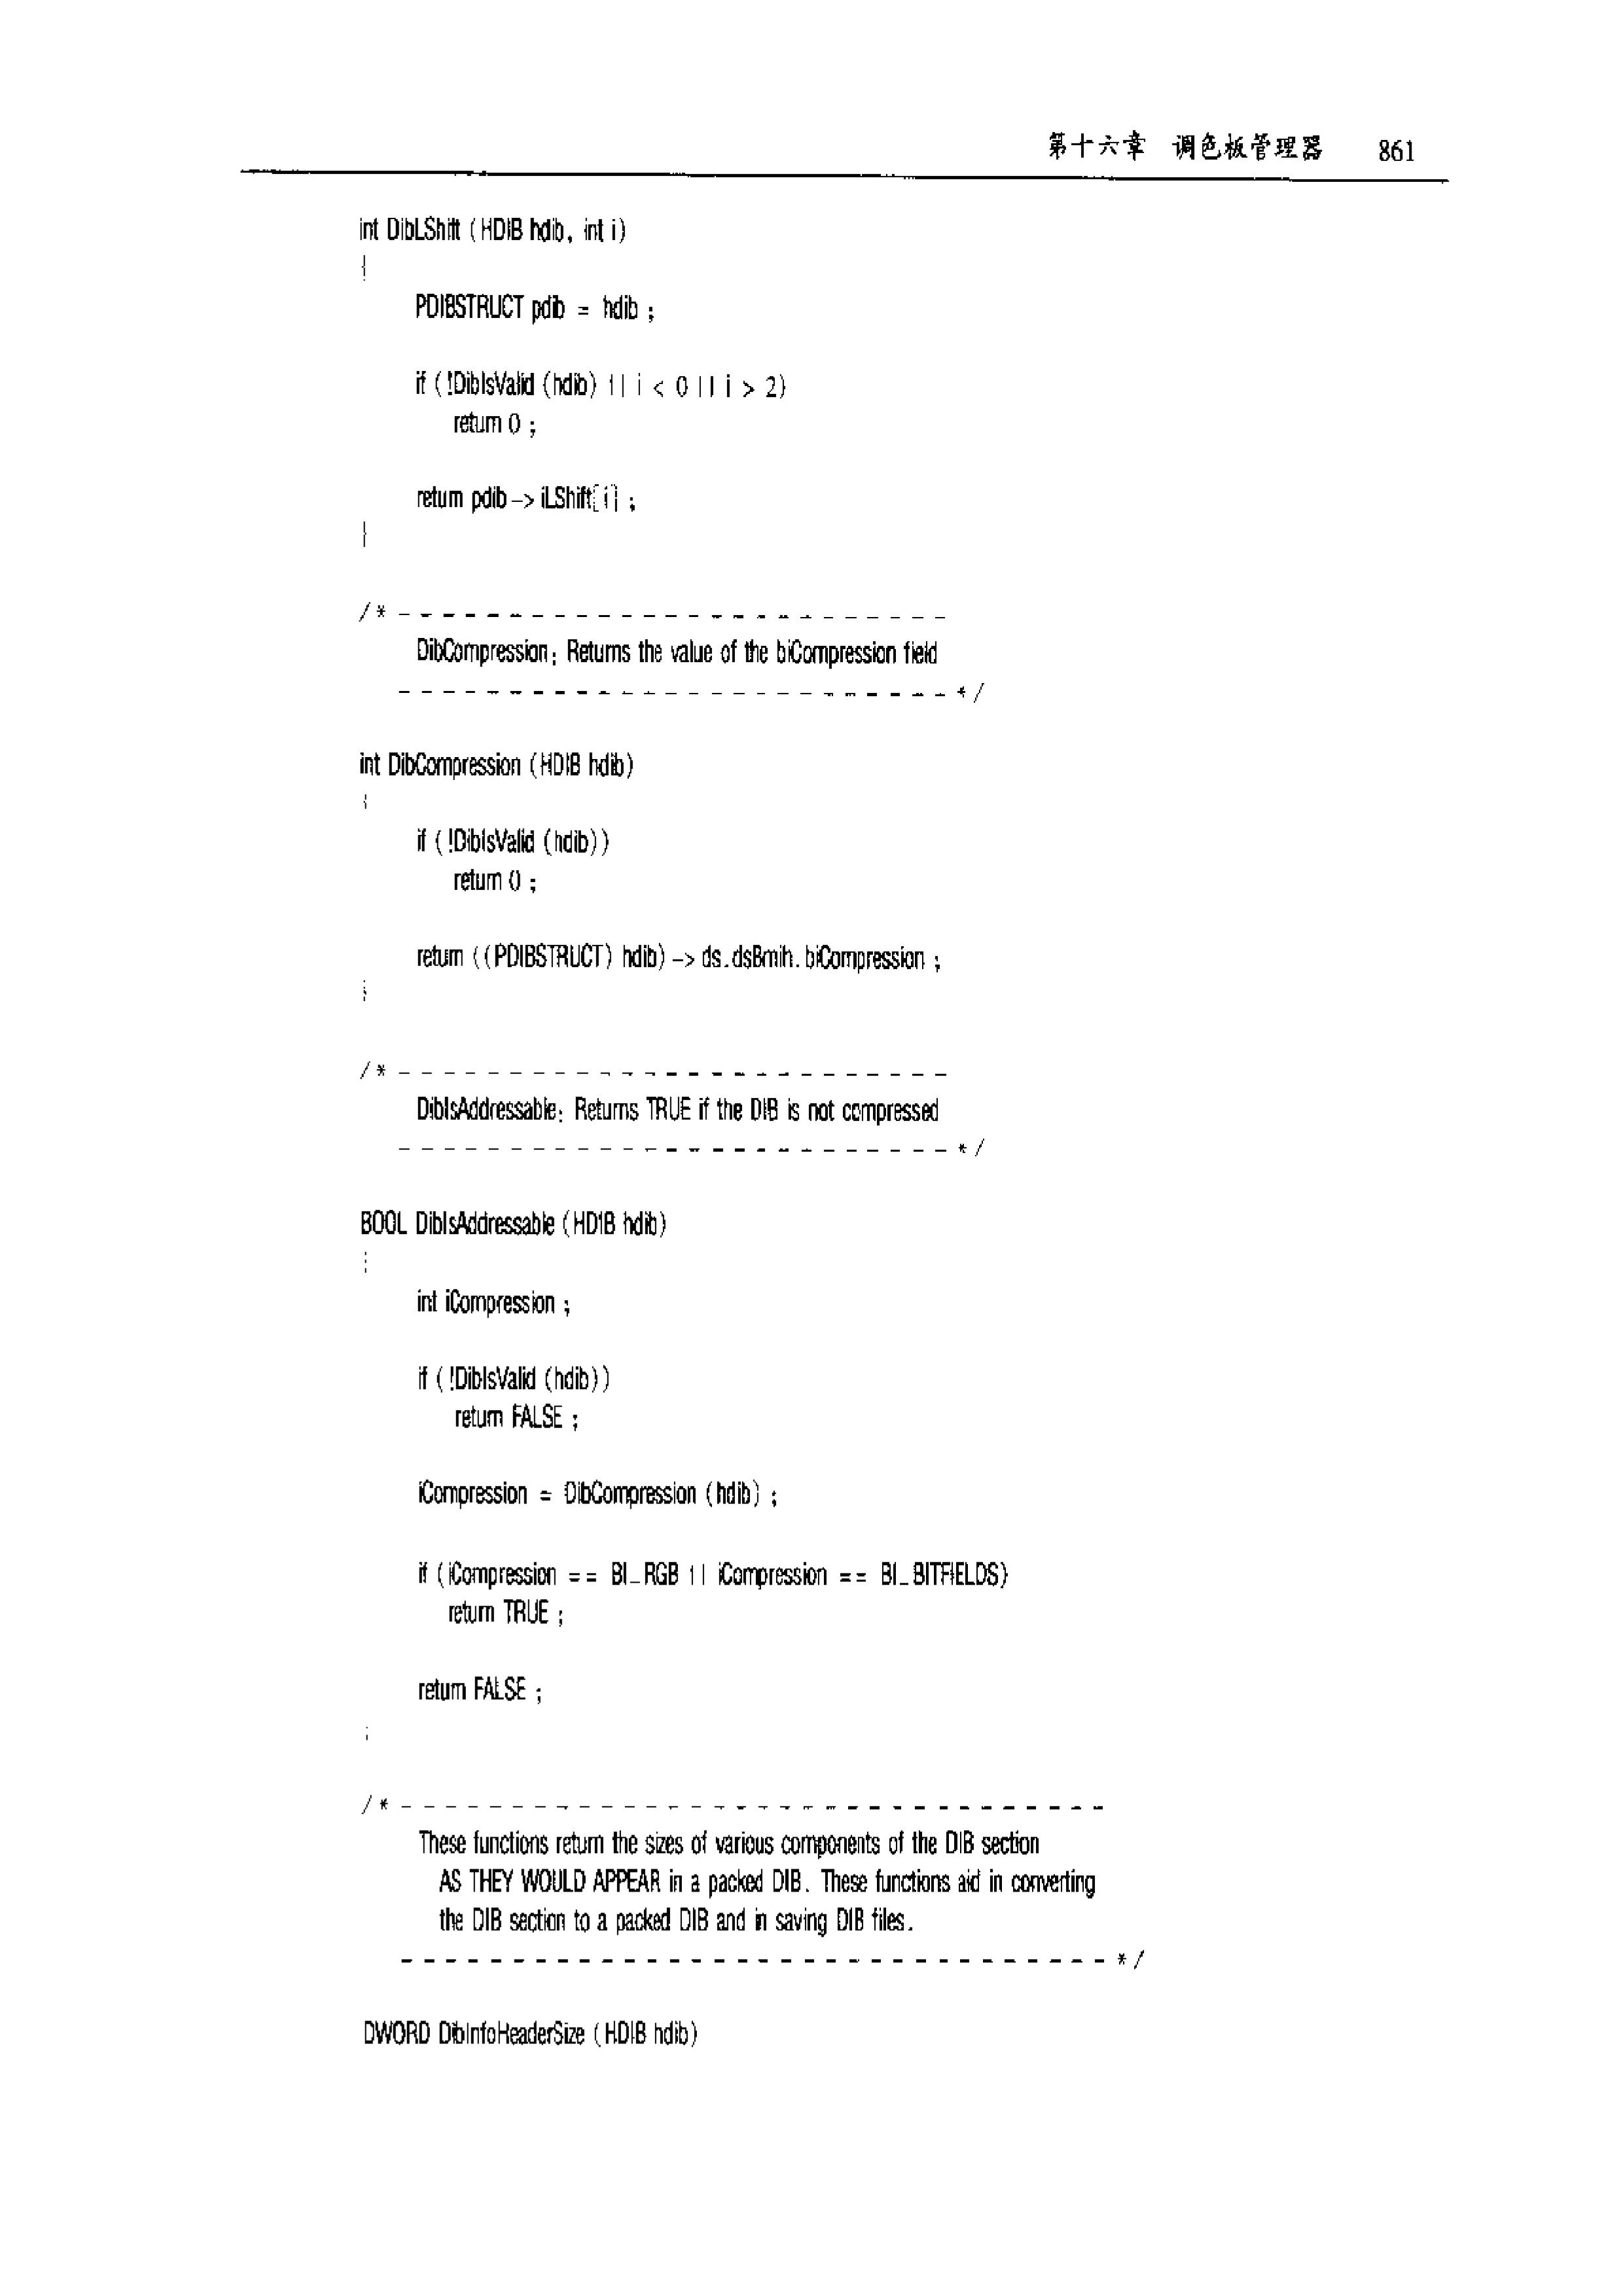 第十六章 调色板管理器 861
int DibLShift (HDIB hdib, int i)
{
PDIBSTRUCT pdib = hdib ;
if (!DibIsValid (hdib) || i < 0 || i > 2)
return 0 ;
return pdib -> iLShift[i] ;
}
/* - - - - - - - - - - - - - - - - - - - - - - - - -
DibCompression: Returns the value of the biCompression field
- - - - - - - - - - - - - - - - - - - - - - - - - */
int DibCompression (HDIB hdib)
{
if (!DibIsValid (hdib))
return 0 ;
return ((PDIBSTRUCT) hdib) -> ds.dsBmih.biCompression ;
}
/* - - - - - - - - - - - - - - - - - - - - - - - - -
DibIsAddressable: Returns TRUE if the DIB is not compressed
- - - - - - - - - - - - - - - - - - - - - - - - - */
BOOL DibIsAddressable (HDIB hdib)
{
int iCompression ;
if (!DibIsValid (hdib))
return FALSE ;
iCompression = DibCompression (hdib) ;
if (iCompression == BI_RGB || iCompression == BI_BITFIELDS)
return TRUE ;
return FALSE ;
}
/* - - - - - - - - - - - - - - - - - - - - - - - - - - - - - - - -
These functions return the sizes of various components of the DIB section
AS THEY WOULD APPEAR in a packed DIB. These functions aid in converting
the DIB section to a packed DIB and in saving DIB files.
- - - - - - - - - - - - - - - - - - - - - - - - - - - - - - - - */
DWORD DibInfoHeaderSize (HDIB hdib)